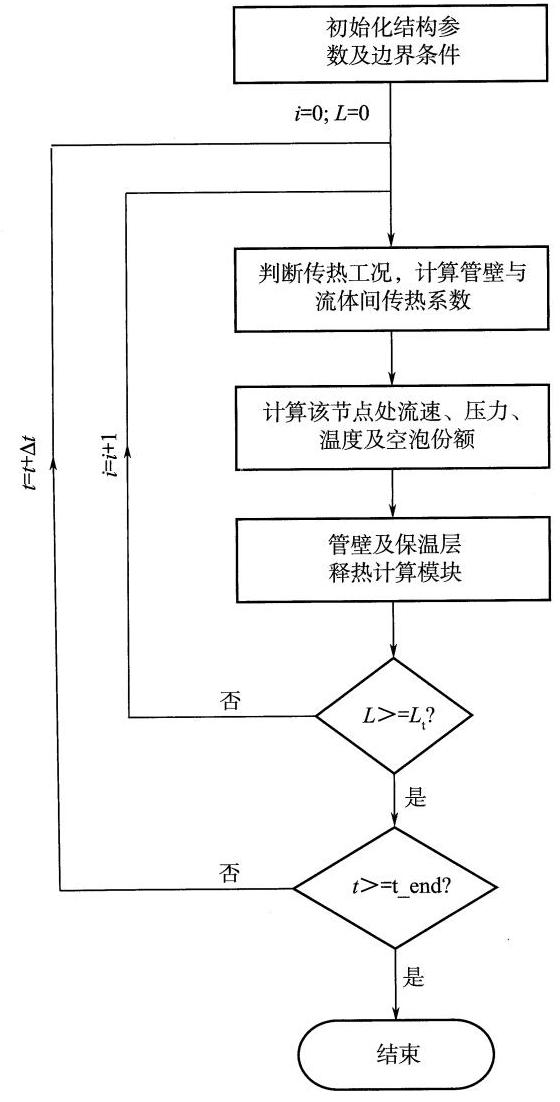 初始化结构参
数及边界条件
i=0; L=0
判断传热工况，计算管壁与
流体间传热系数
计算该节点处流速、压力、
温度及空泡份额
t=t+Δt
i=i+1
管壁及保温层
释热计算模块
否
L>=Lt?
是
否
t>=t_end?
是
结束